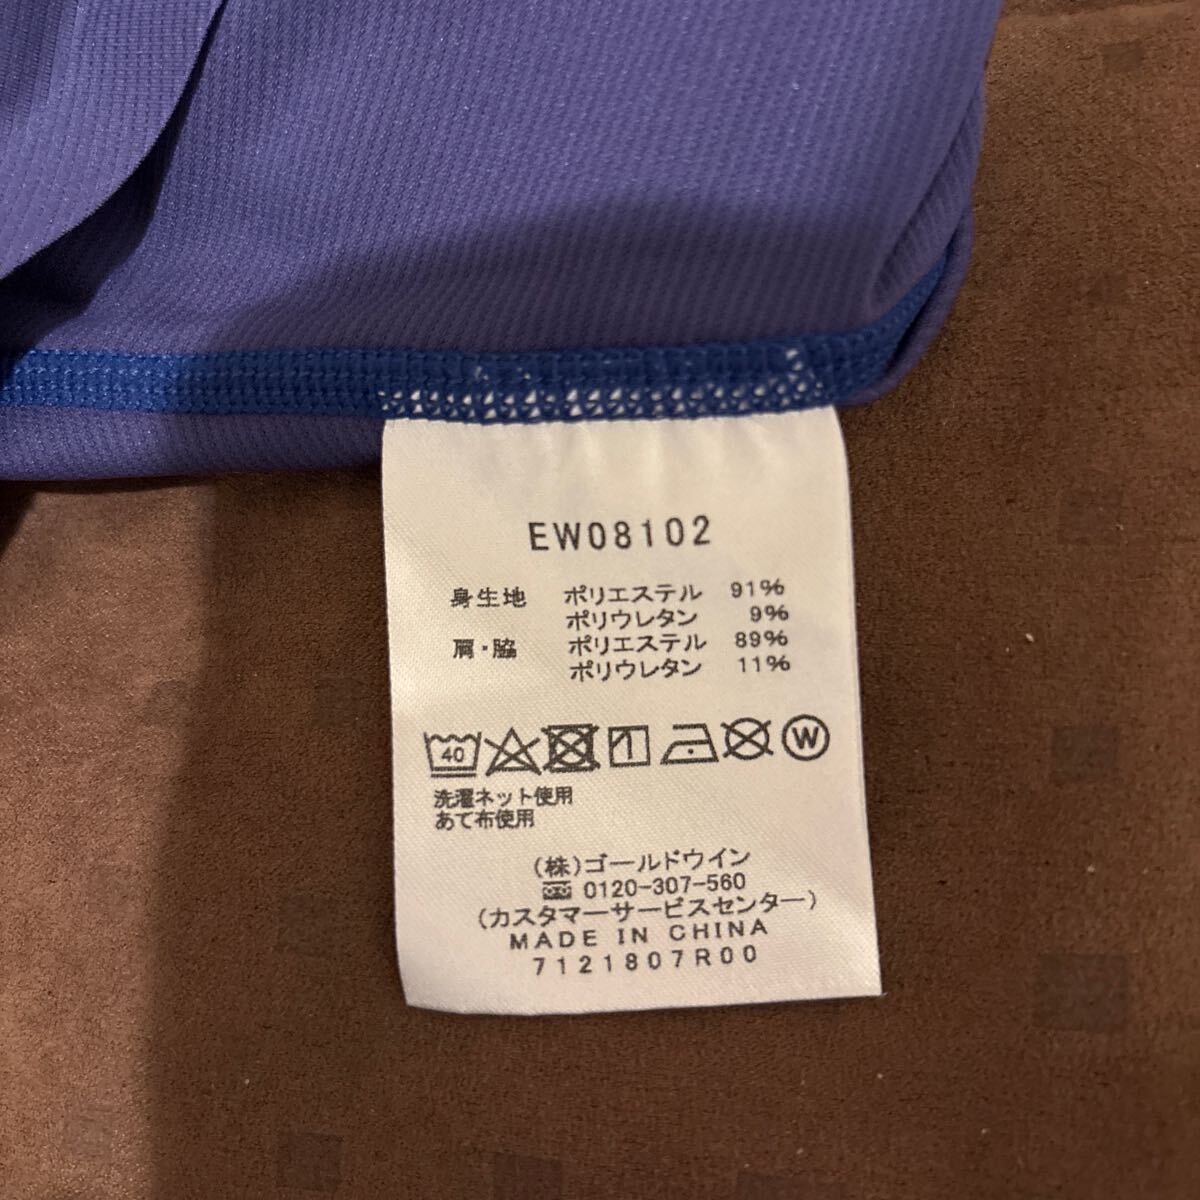 EW08102
身生地 ポリエステル 91%
ポリウレタン 9%
肩・脇 ポリエステル 89%
ポリウレタン 11%
40 W
洗濯ネット使用
あて布使用
(株)ゴールドウイン
0120-307-560
(カスタマーサービスセンター)
MADE IN CHINA
7121807R00